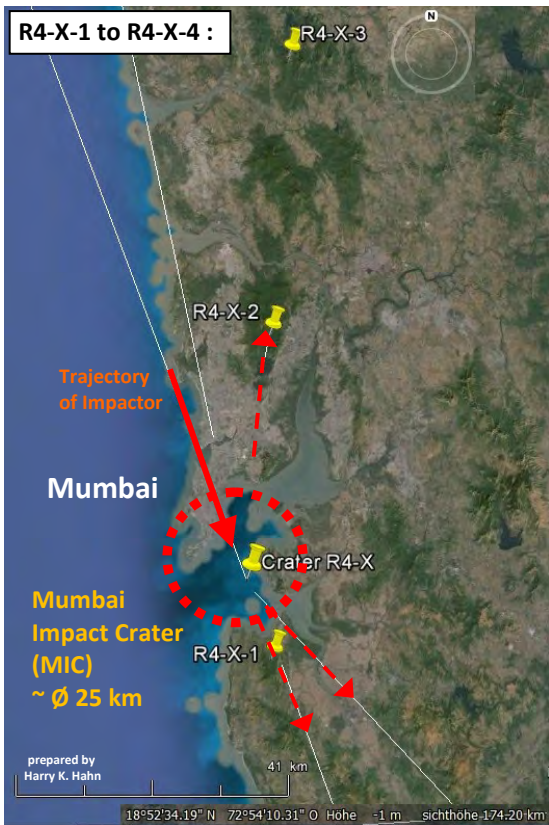 R4-X-1 to R4-X-4 :
N
R4-X-3
R4-X-2
Trajectory
of Impactor
Mumbai
Crater R4-X
Mumbai
Impact Crater
(MIC)
~ Ø 25 km
R4-X-1
prepared by
Harry K. Hahn
41 km
18°52'34.19" N 72°54'10.31" O Höhe -1 m sichthöhe 174.20 km